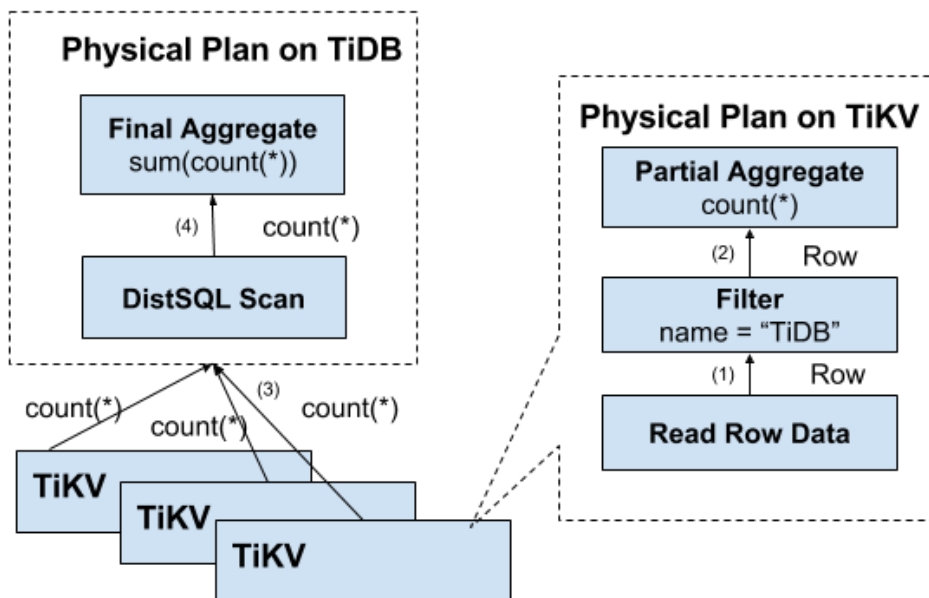 Physical Plan on TiDB
Final Aggregate
sum(count(*))
(4)
count(*)
DistSQL Scan
(3)
count(*)
count(*)
count(*)
TiKV
TiKV
TiKV
Physical Plan on TiKV
Partial Aggregate
count(*)
(2)
Row
Filter
name = “TiDB”
(1)
Row
Read Row Data